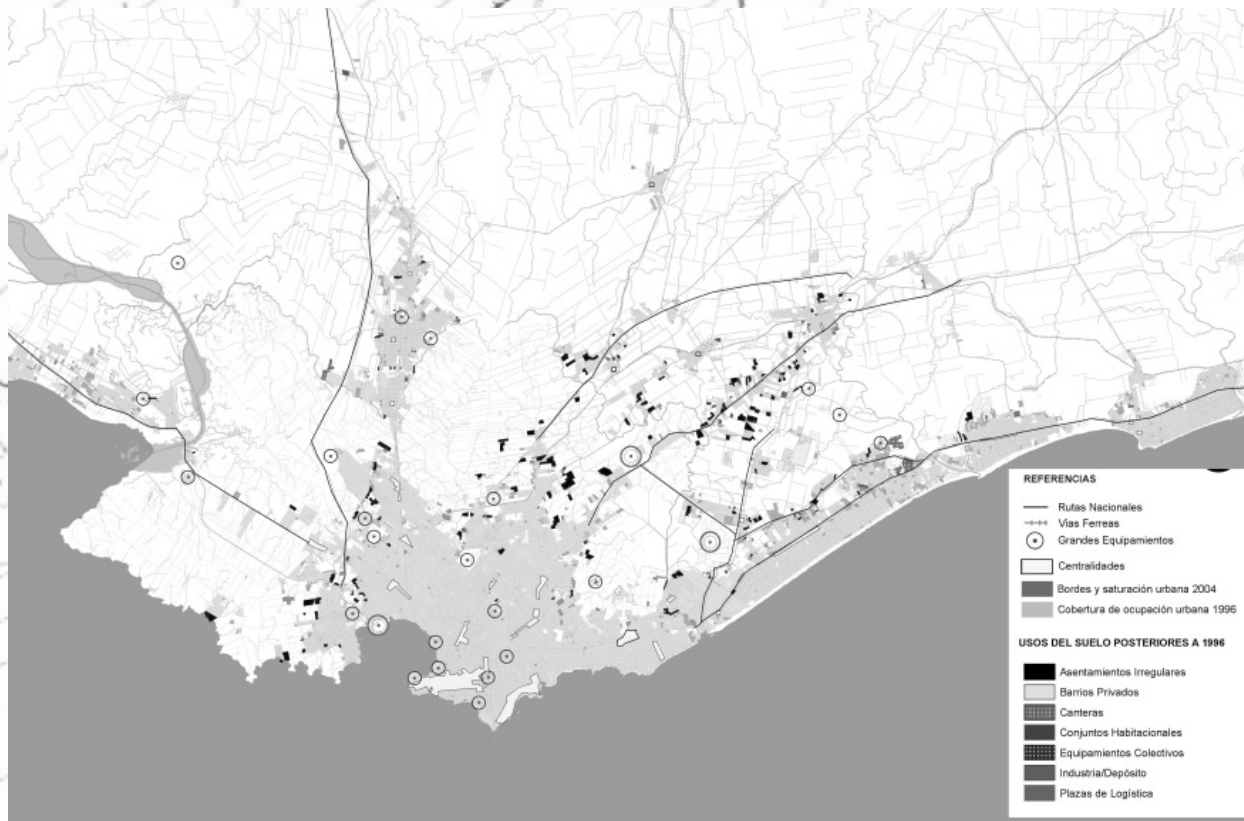 REFERENCIAS
Rutas Nacionales
Vias Ferreas
Grandes Equipamientos
Centralidades
Bordes y saturación urbana 2004
Cobertura de ocupación urbana 1996
USOS DEL SUELO POSTERIORES A 1996
Asentamientos Irregulares
Barrios Privados
Canteras
Conjuntos Habitacionales
Equipamientos Colectivos
Industria/Depósito
Plazas de Logística